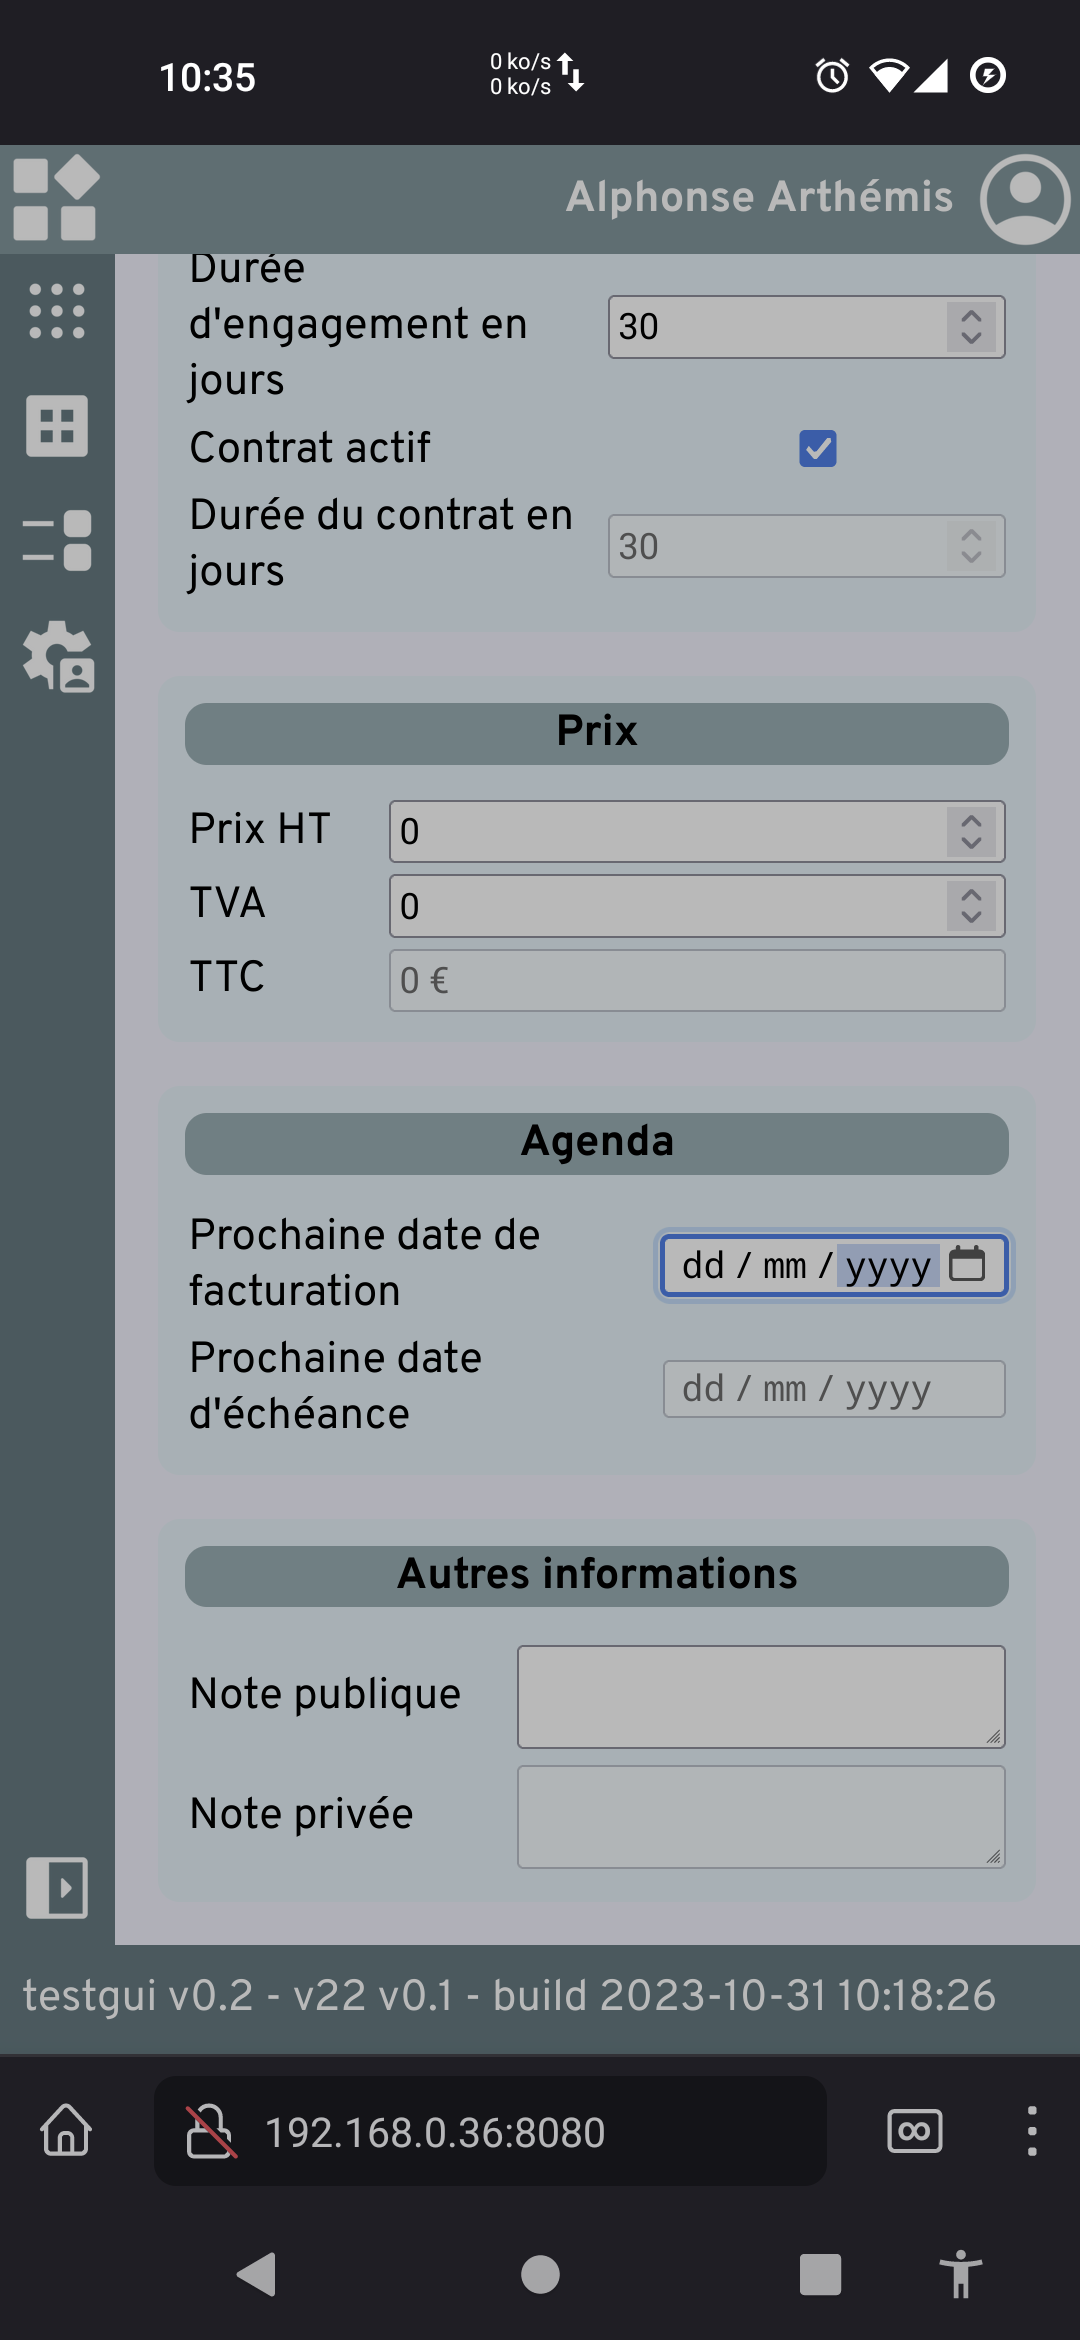 10:35
0 ko/s
0 ko/s
Alphonse Arthémis
Durée
d'engagement en
jours
30
Contrat actif
Durée du contrat en
jours
30
Prix
Prix HT
0
TVA
0
TTC
0 €
Agenda
Prochaine date de
facturation
dd / mm / yyyy
Prochaine date
d'échéance
dd / mm / yyyy
Autres informations
Note publique
Note privée
testgui v0.2 - v22 v0.1 - build 2023-10-31 10:18:26
192.168.0.36:8080
∞